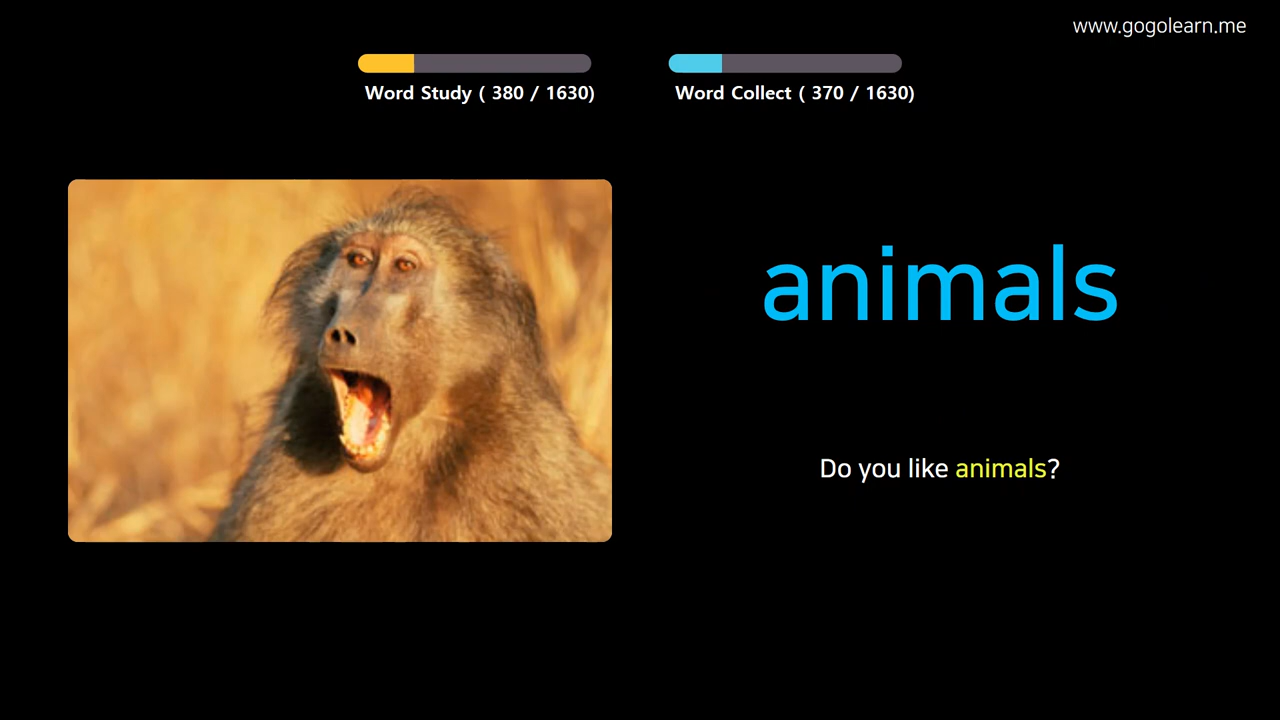 www.gogolearn.me
Word Study ( 380 / 1630)
Word Collect ( 370 / 1630)
animals
Do you like animals?